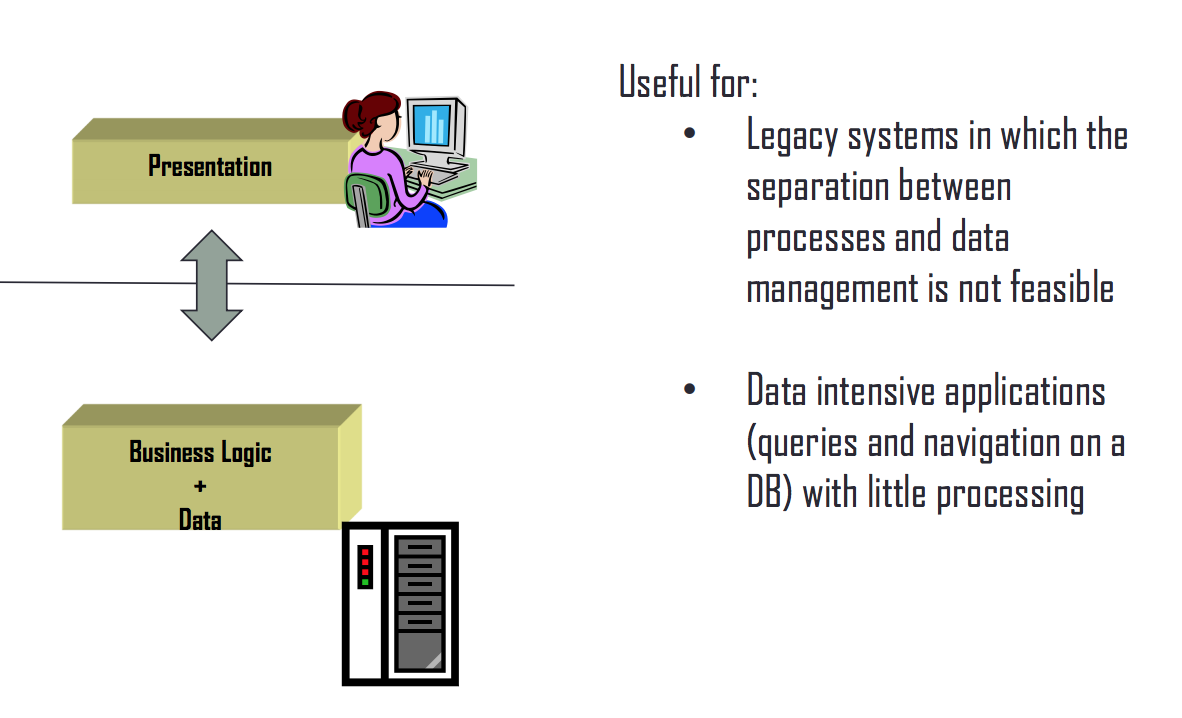 Presentation
Business Logic
+
Data
Useful for:
• Legacy systems in which the
separation between
processes and data
management is not feasible
• Data intensive applications
(queries and navigation on a
DB) with little processing